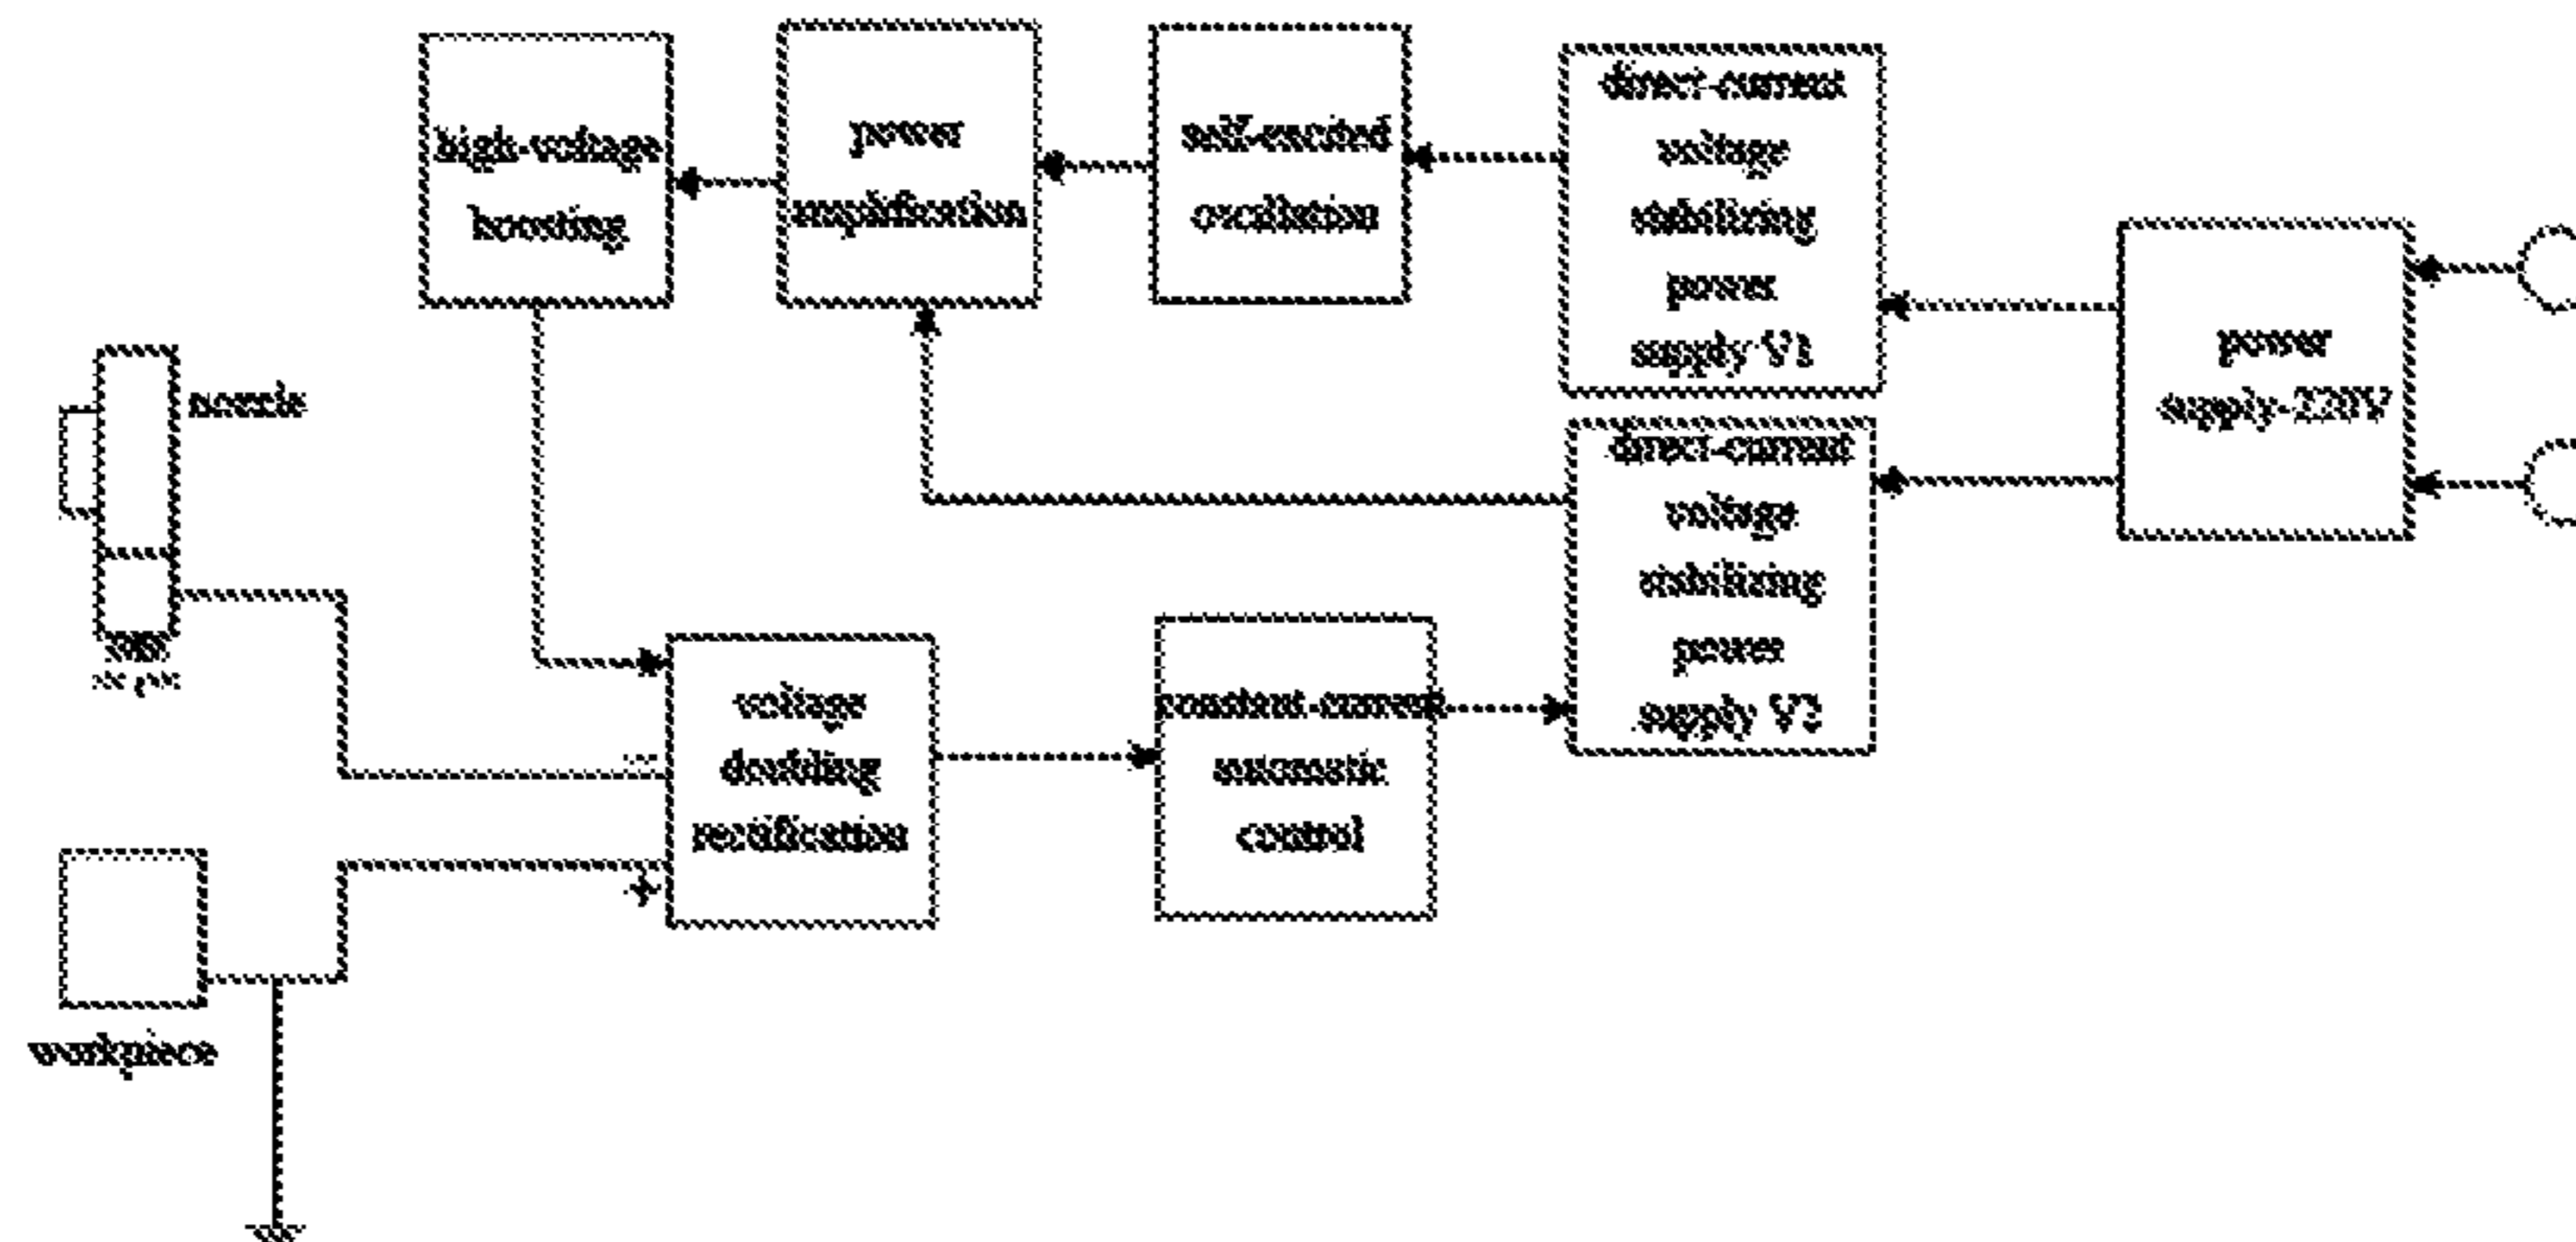 high-voltage
boosting
power
amplification
self-excited
oscillation
direct-current
voltage
stabilizing
power
supply V1
power
supply-220V
nozzle
direct-current
voltage
stabilizing
power
supply V2
voltage
doubling
rectification
constant-current
automatic
control
-
+
workpiece